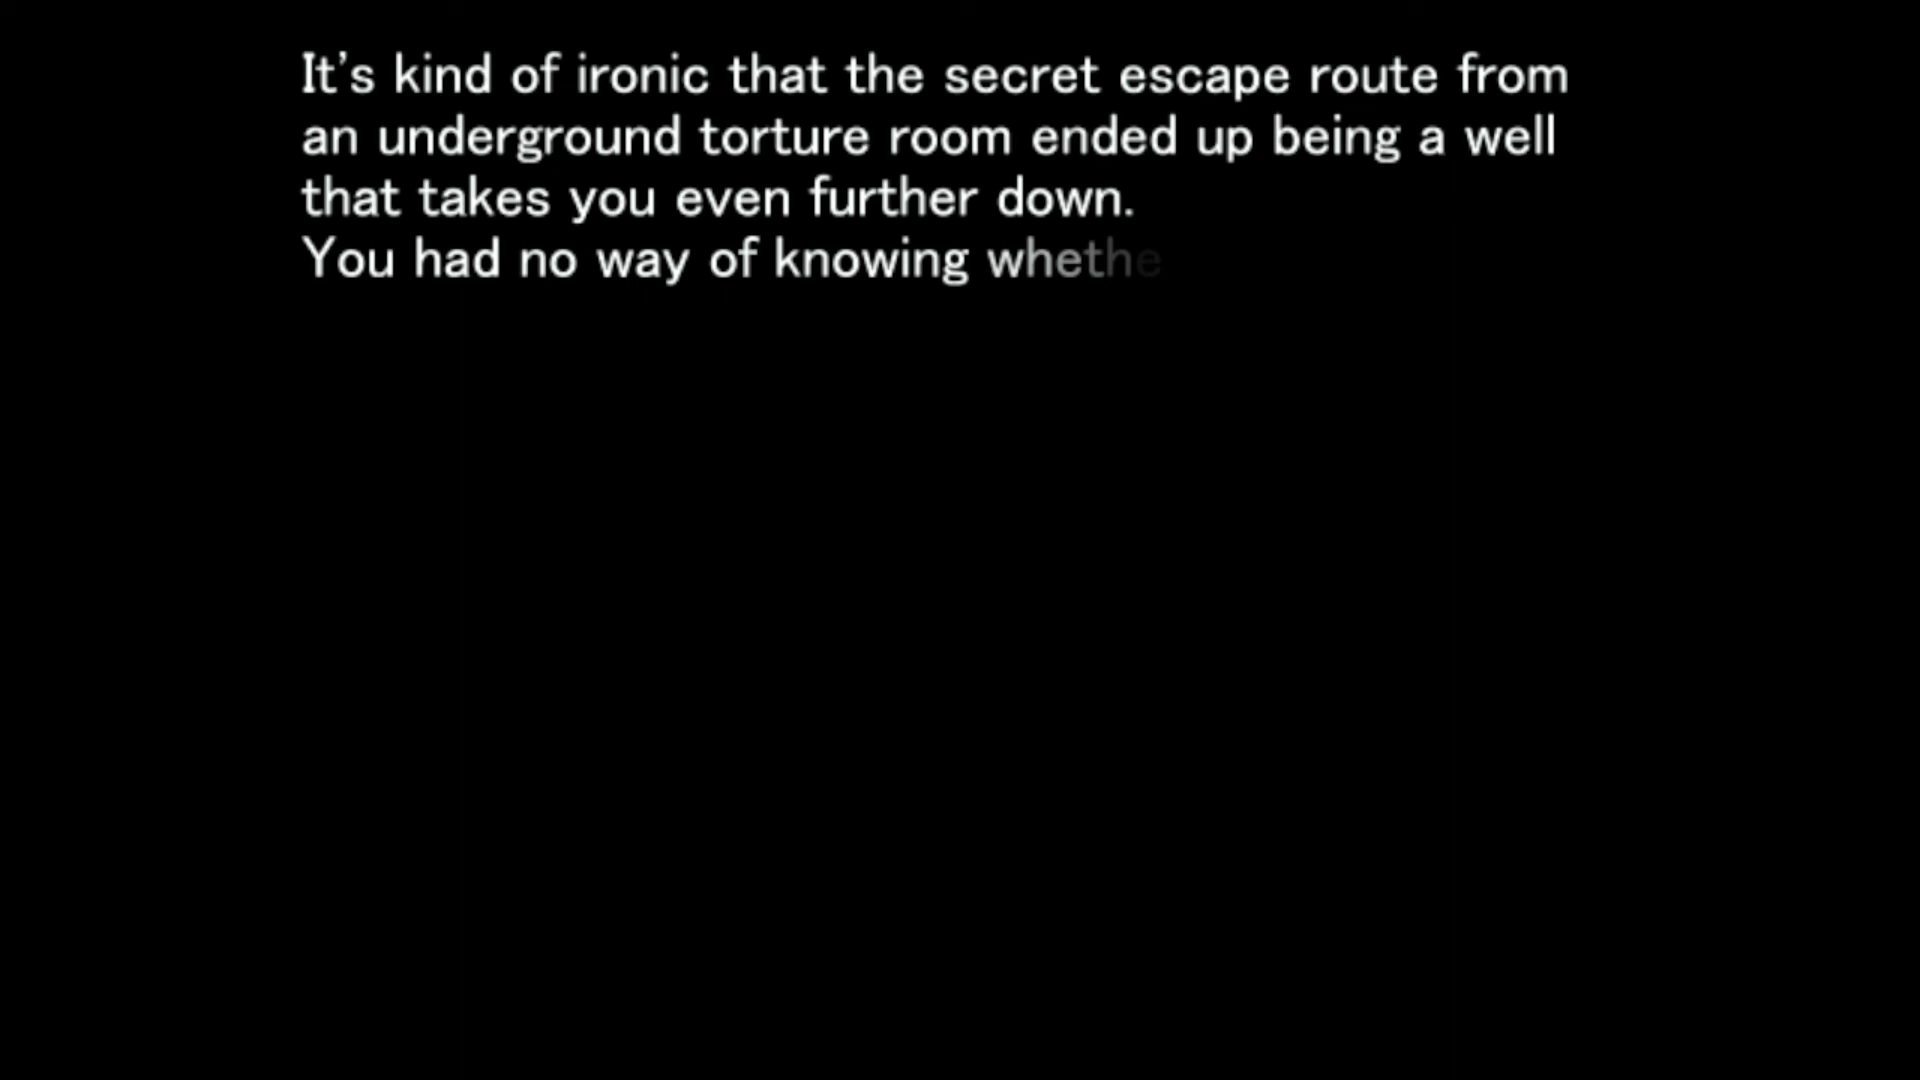 It's kind of ironic that the secret escape route from
an underground torture room ended up being a well
that takes you even further down.
You had no way of knowing whethe